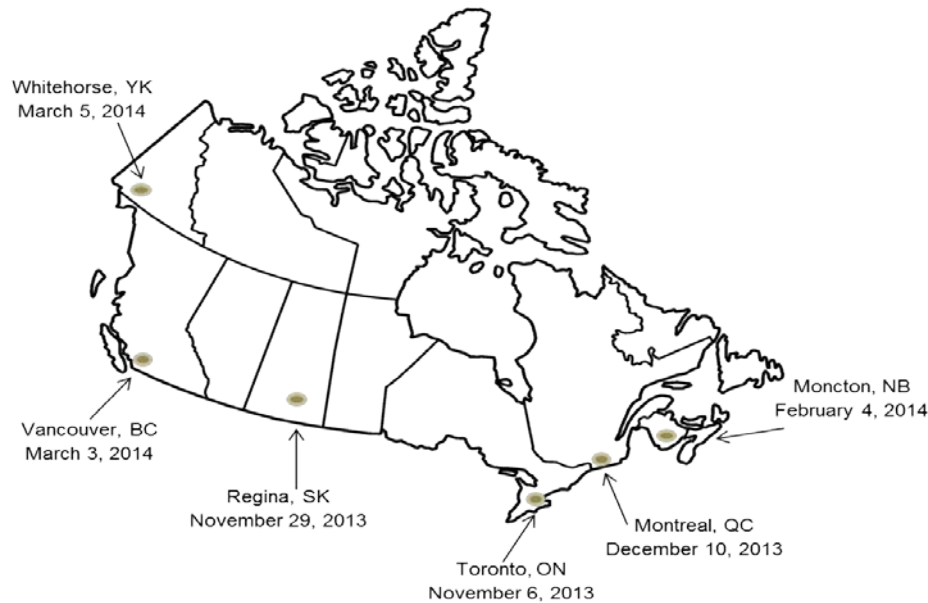 Whitehorse, YK
March 5, 2014
Moncton, NB
February 4, 2014
Vancouver, BC
March 3, 2014
Regina, SK
November 29, 2013
Montreal, QC
December 10, 2013
Toronto, ON
November 6, 2013